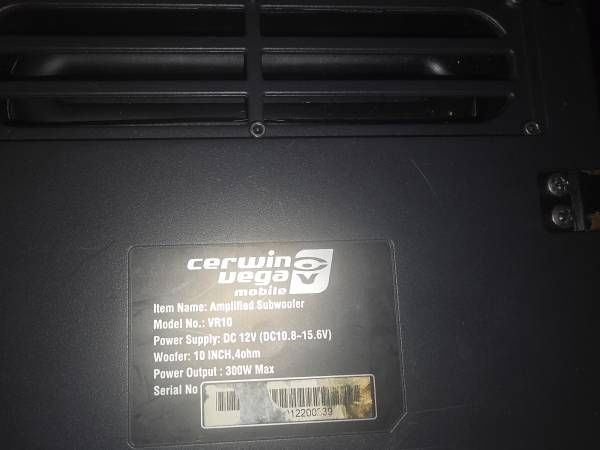 cerwin
vega
mobile
Item Name: Amplified Subwoofer
Model No.: VR10
Power Supply: DC 12V (DC10.8~15.6V)
Woofer: 10 INCH,4ohm
Power Output : 300W Max
Serial No